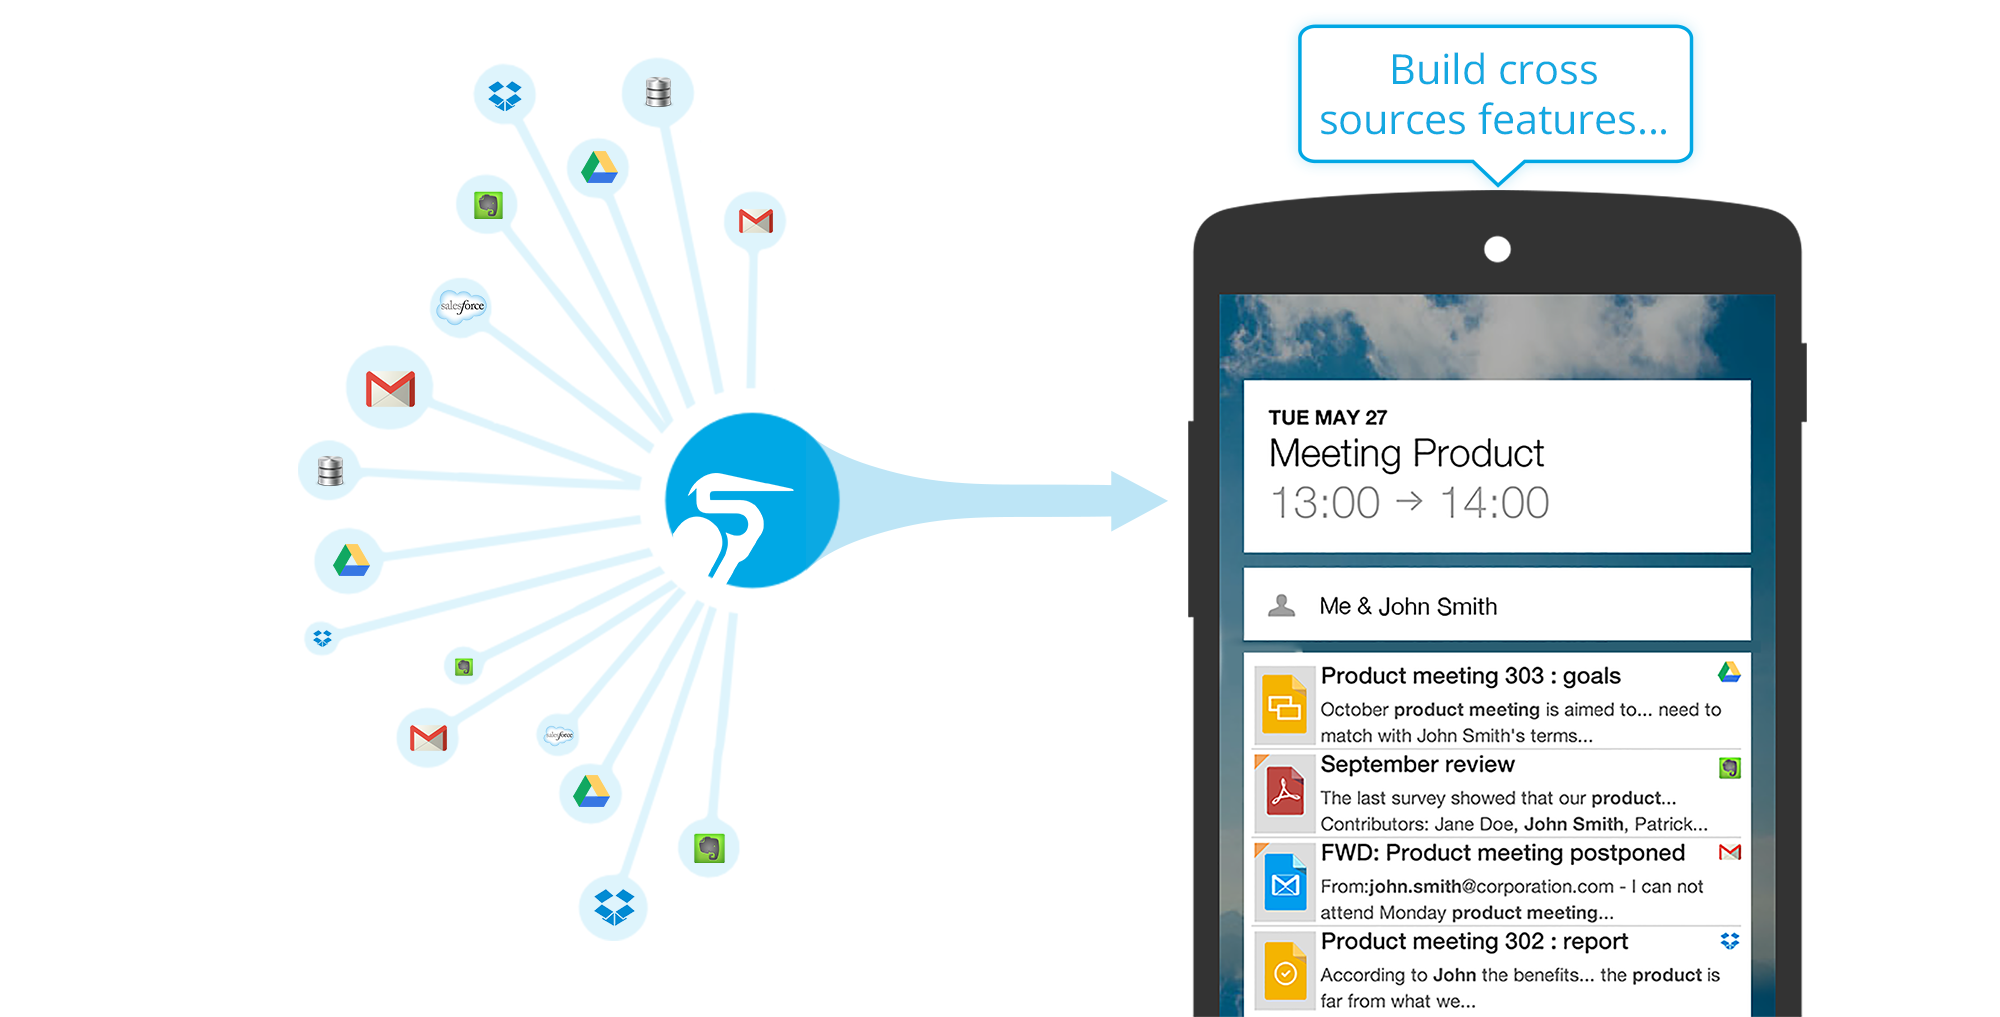 Build cross
sources features...
salesforce
salesforce
TUE MAY 27
Meeting Product
13:00 → 14:00
Me & John Smith
Product meeting 303 : goals
October product meeting is aimed to... need to
match with John Smith's terms...
September review
The last survey showed that our product...
Contributors: Jane Doe, John Smith, Patrick...
FWD: Product meeting postponed
From:john.smith@corporation.com - I can not
attend Monday product meeting...
Product meeting 302 : report
According to John the benefits... the product is
far from what we...